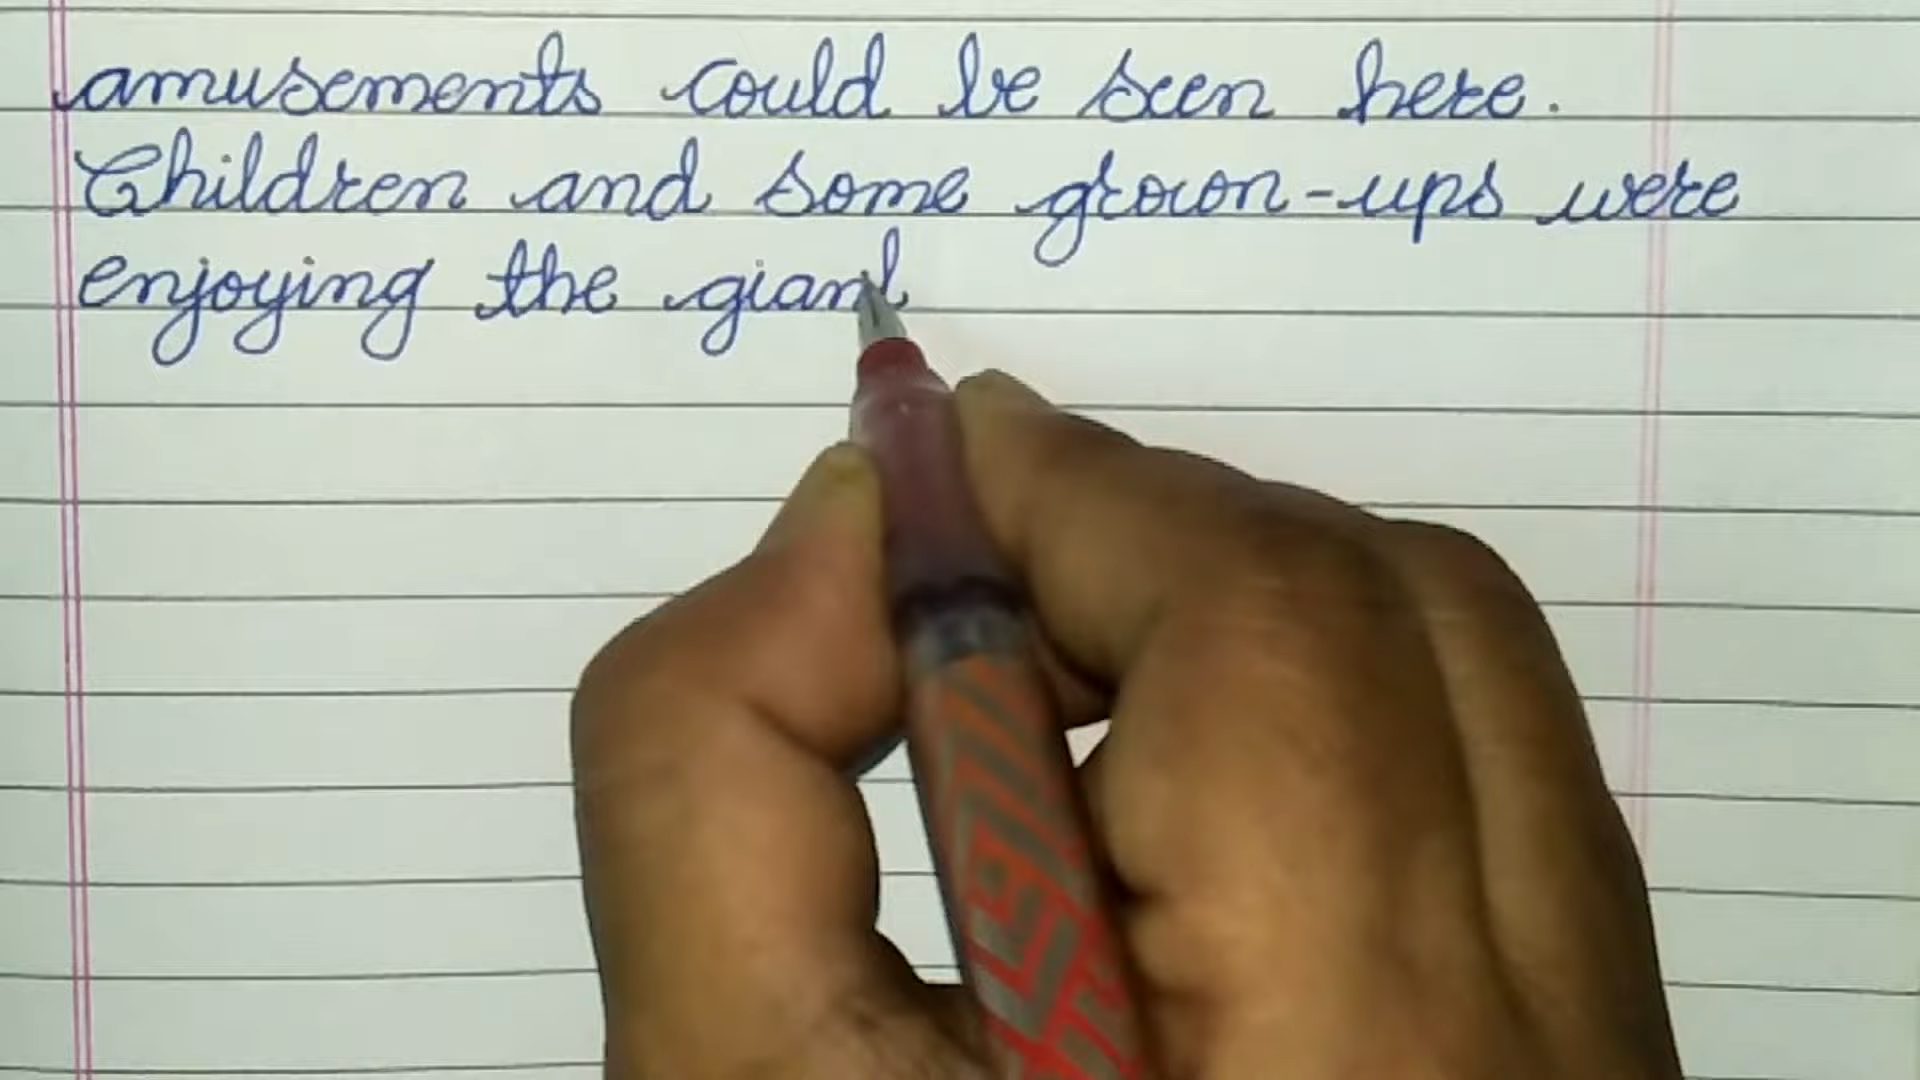 amusements could be seen here.
Children and some grown-ups were
enjoying the giant